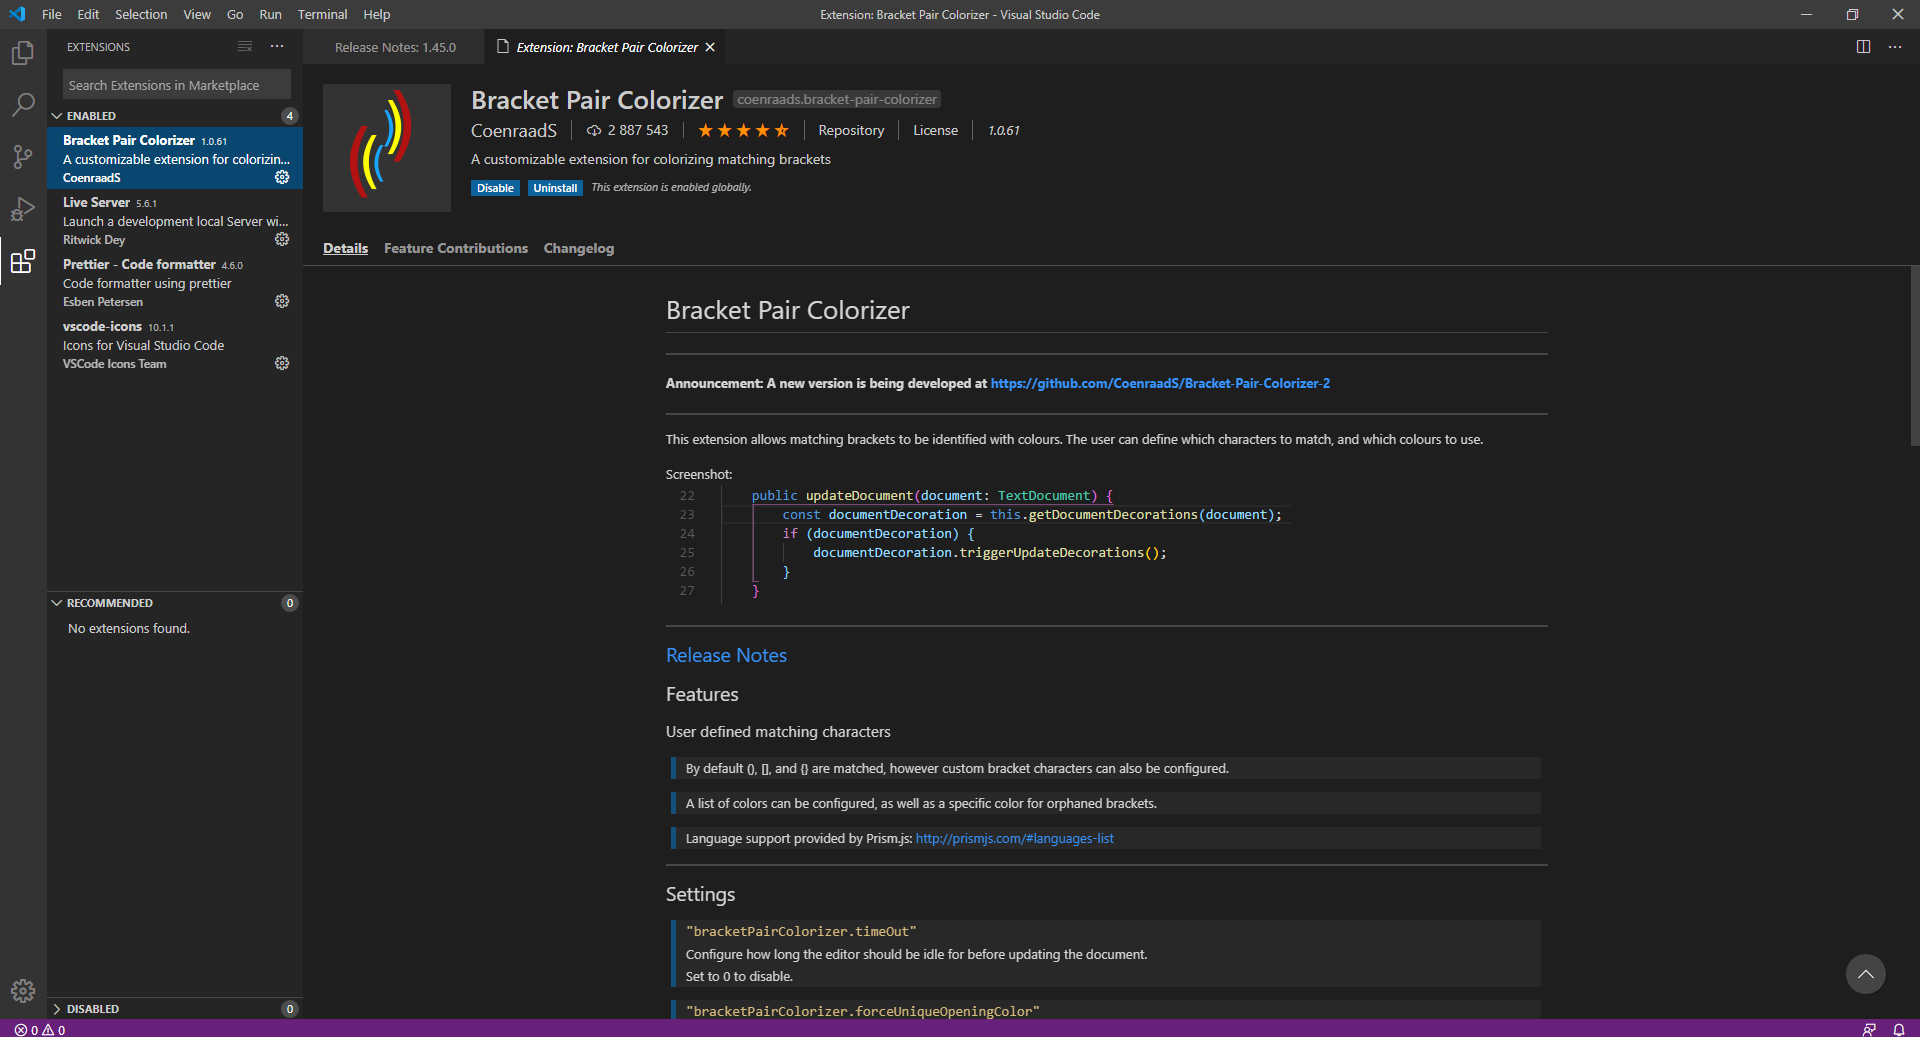 File Edit Selection View Go Run Terminal Help
Extension: Bracket Pair Colorizer - Visual Studio Code
EXTENSIONS
Search Extensions in Marketplace
ENABLED 4
Bracket Pair Colorizer 1.0.61
A customizable extension for colorizin...
CoenraadS
Live Server 5.6.1
Launch a development local Server wi...
Ritwick Dey
Prettier - Code formatter 4.6.0
Code formatter using prettier
Esben Petersen
vscode-icons 10.1.1
Icons for Visual Studio Code
VSCode Icons Team
RECOMMENDED 0
No extensions found.
DISABLED 0
Release Notes: 1.45.0
Extension: Bracket Pair Colorizer
Bracket Pair Colorizer coenraads.bracket-pair-colorizer
CoenraadS 2 887 543 Repository License 1.0.61
A customizable extension for colorizing matching brackets
Disable Uninstall This extension is enabled globally.
Details Feature Contributions Changelog
Bracket Pair Colorizer
Announcement: A new version is being developed at https://github.com/CoenraadS/Bracket-Pair-Colorizer-2
This extension allows matching brackets to be identified with colours. The user can define which characters to match, and which colours to use.
Screenshot:
22 public updateDocument(document: TextDocument) {
23 const documentDecoration = this.getDocumentDecorations(document);
24 if (documentDecoration) {
25 documentDecoration.triggerUpdateDecorations();
26 }
27 }
Release Notes
Features
User defined matching characters
By default (), [], and {} are matched, however custom bracket characters can also be configured.
A list of colors can be configured, as well as a specific color for orphaned brackets.
Language support provided by Prism.js: http://prismjs.com/#languages-list
Settings
"bracketPairColorizer.timeOut"
Configure how long the editor should be idle for before updating the document.
Set to 0 to disable.
"bracketPairColorizer.forceUniqueOpeningColor"
0 0